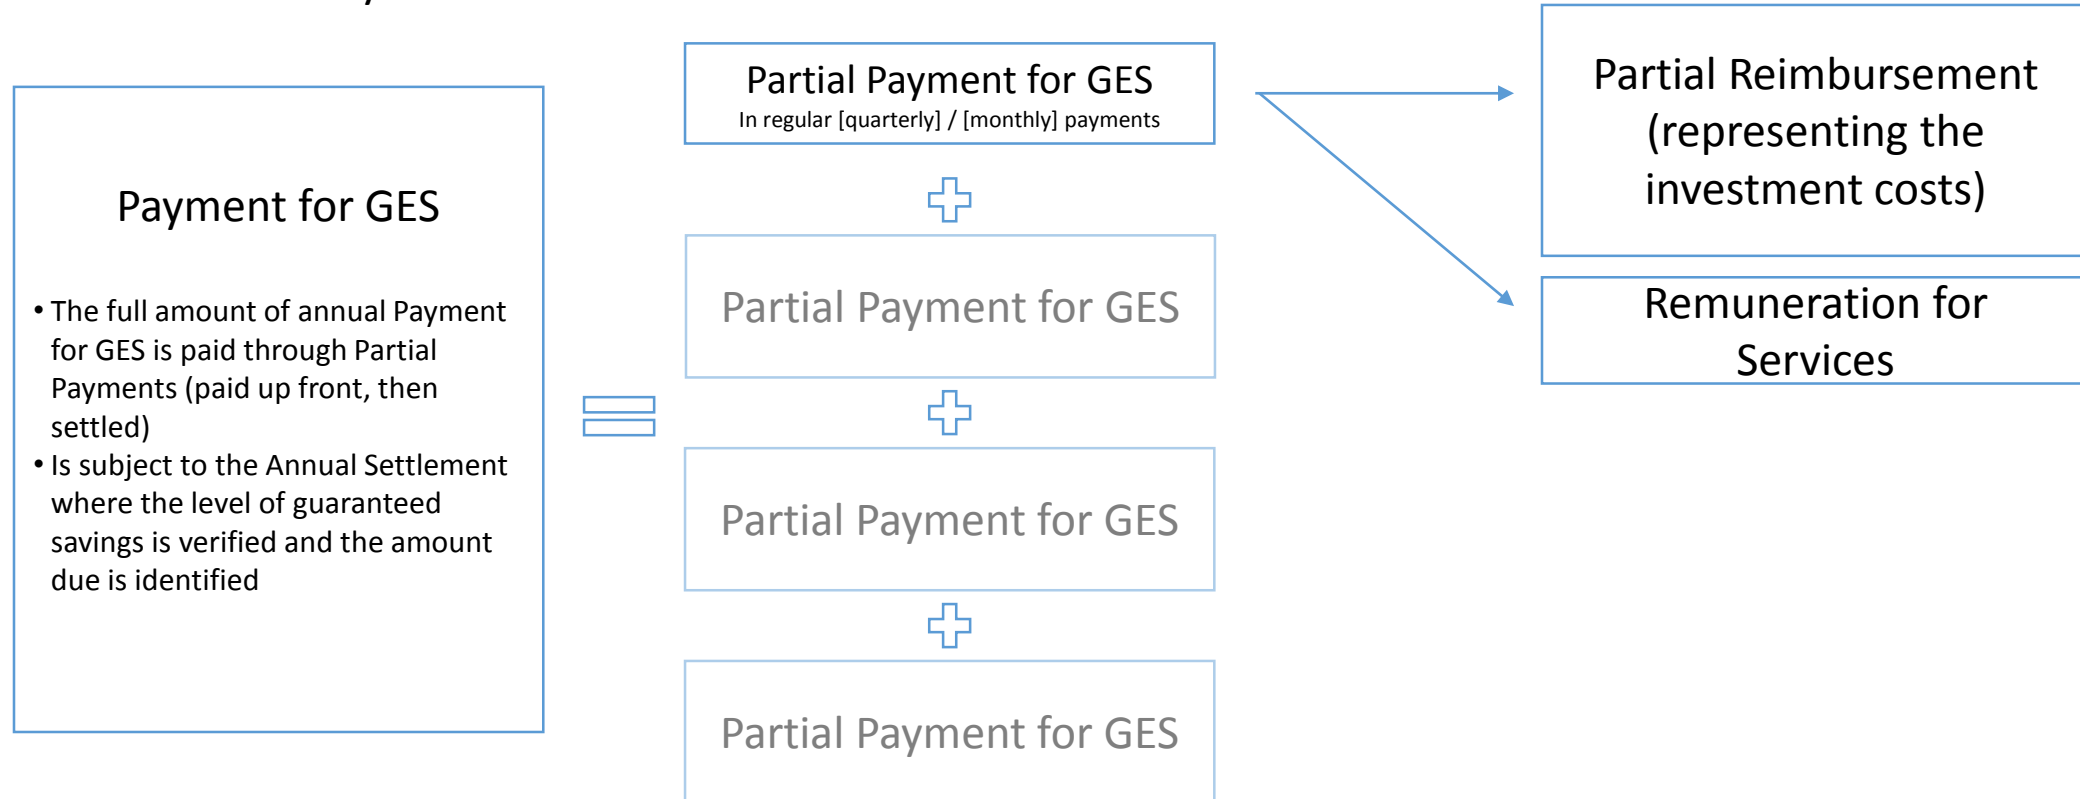 Payment for GES
• The full amount of annual Payment
for GES is paid through Partial
Payments (paid up front, then
settled)
• Is subject to the Annual Settlement
where the level of guaranteed
savings is verified and the amount
due is identified
Partial Payment for GES
In regular [quarterly] / [monthly] payments
Partial Payment for GES
Partial Payment for GES
Partial Payment for GES
Partial Reimbursement
(representing the
investment costs)
Remuneration for
Services